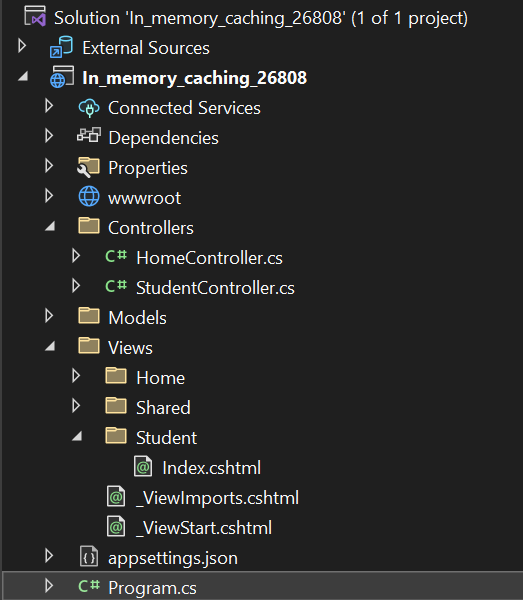 Solution 'In_memory_caching_26808' (1 of 1 project)
External Sources
In_memory_caching_26808
Connected Services
Dependencies
Properties
wwwroot
Controllers
C# HomeController.cs
C# StudentController.cs
Models
Views
Home
Shared
Student
Index.cshtml
_ViewImports.cshtml
_ViewStart.cshtml
appsettings.json
C# Program.cs